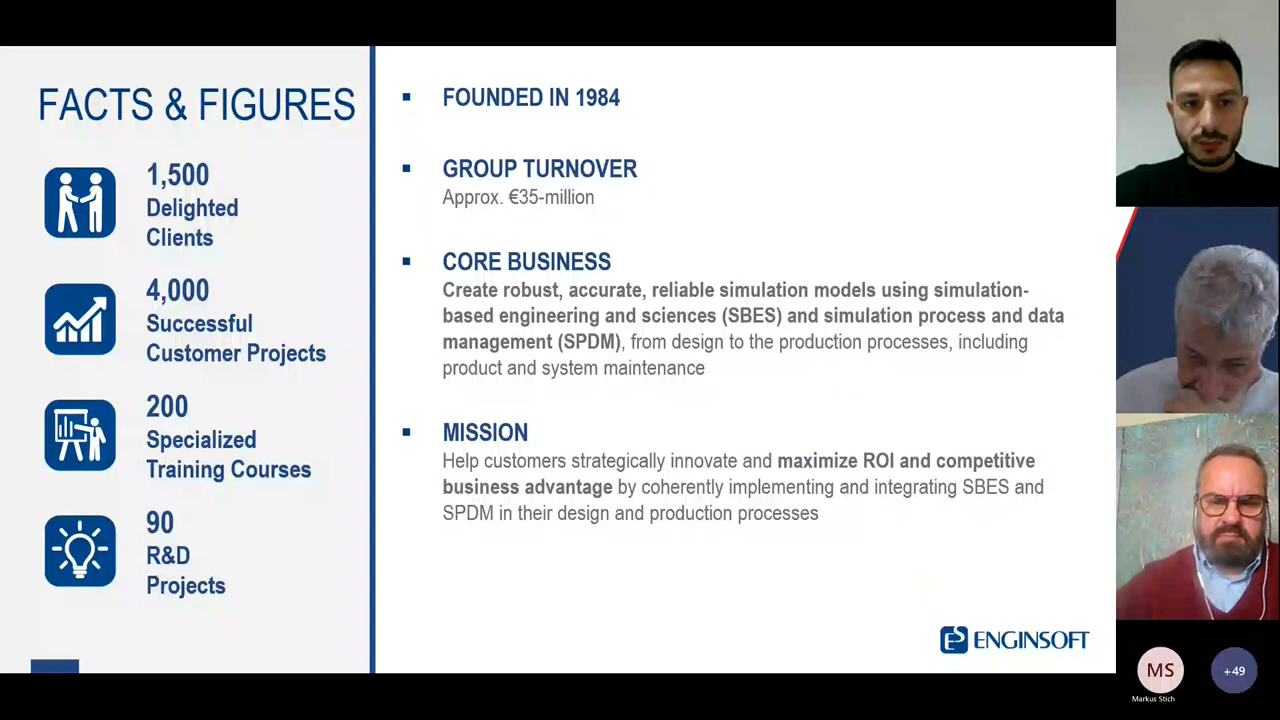 FACTS & FIGURES
1,500
Delighted
Clients
4,000
Successful
Customer Projects
200
Specialized
Training Courses
90
R&D
Projects
▪ FOUNDED IN 1984
▪ GROUP TURNOVER
Approx. €35-million
▪ CORE BUSINESS
Create robust, accurate, reliable simulation models using simulation-
based engineering and sciences (SBES) and simulation process and data
management (SPDM), from design to the production processes, including
product and system maintenance
▪ MISSION
Help customers strategically innovate and maximize ROI and competitive
business advantage by coherently implementing and integrating SBES and
SPDM in their design and production processes
ENGINSOFT
MS
+49
Markus Stich